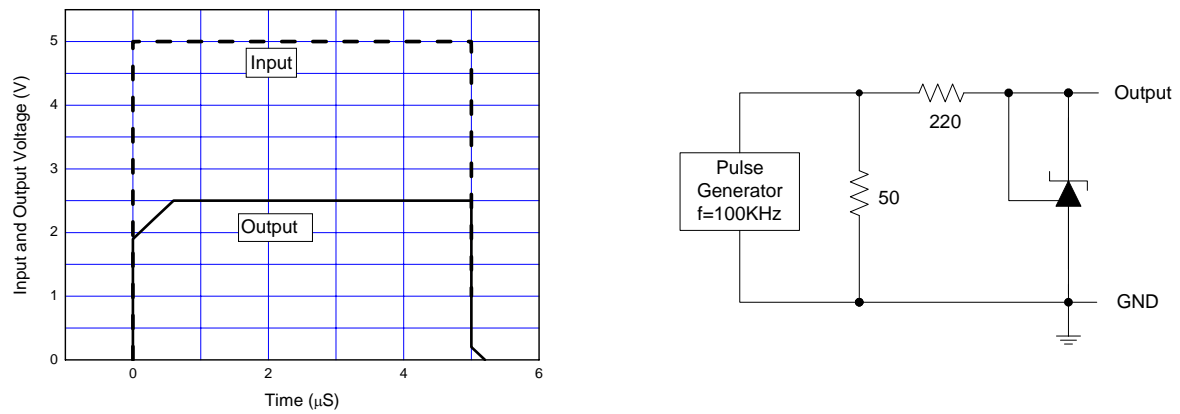 Input and Output Voltage (V)
5
4
3
2
1
0
Input
Output
0
2
4
6
Time (μS)
Pulse
Generator
f=100KHz
50
220
Output
GND